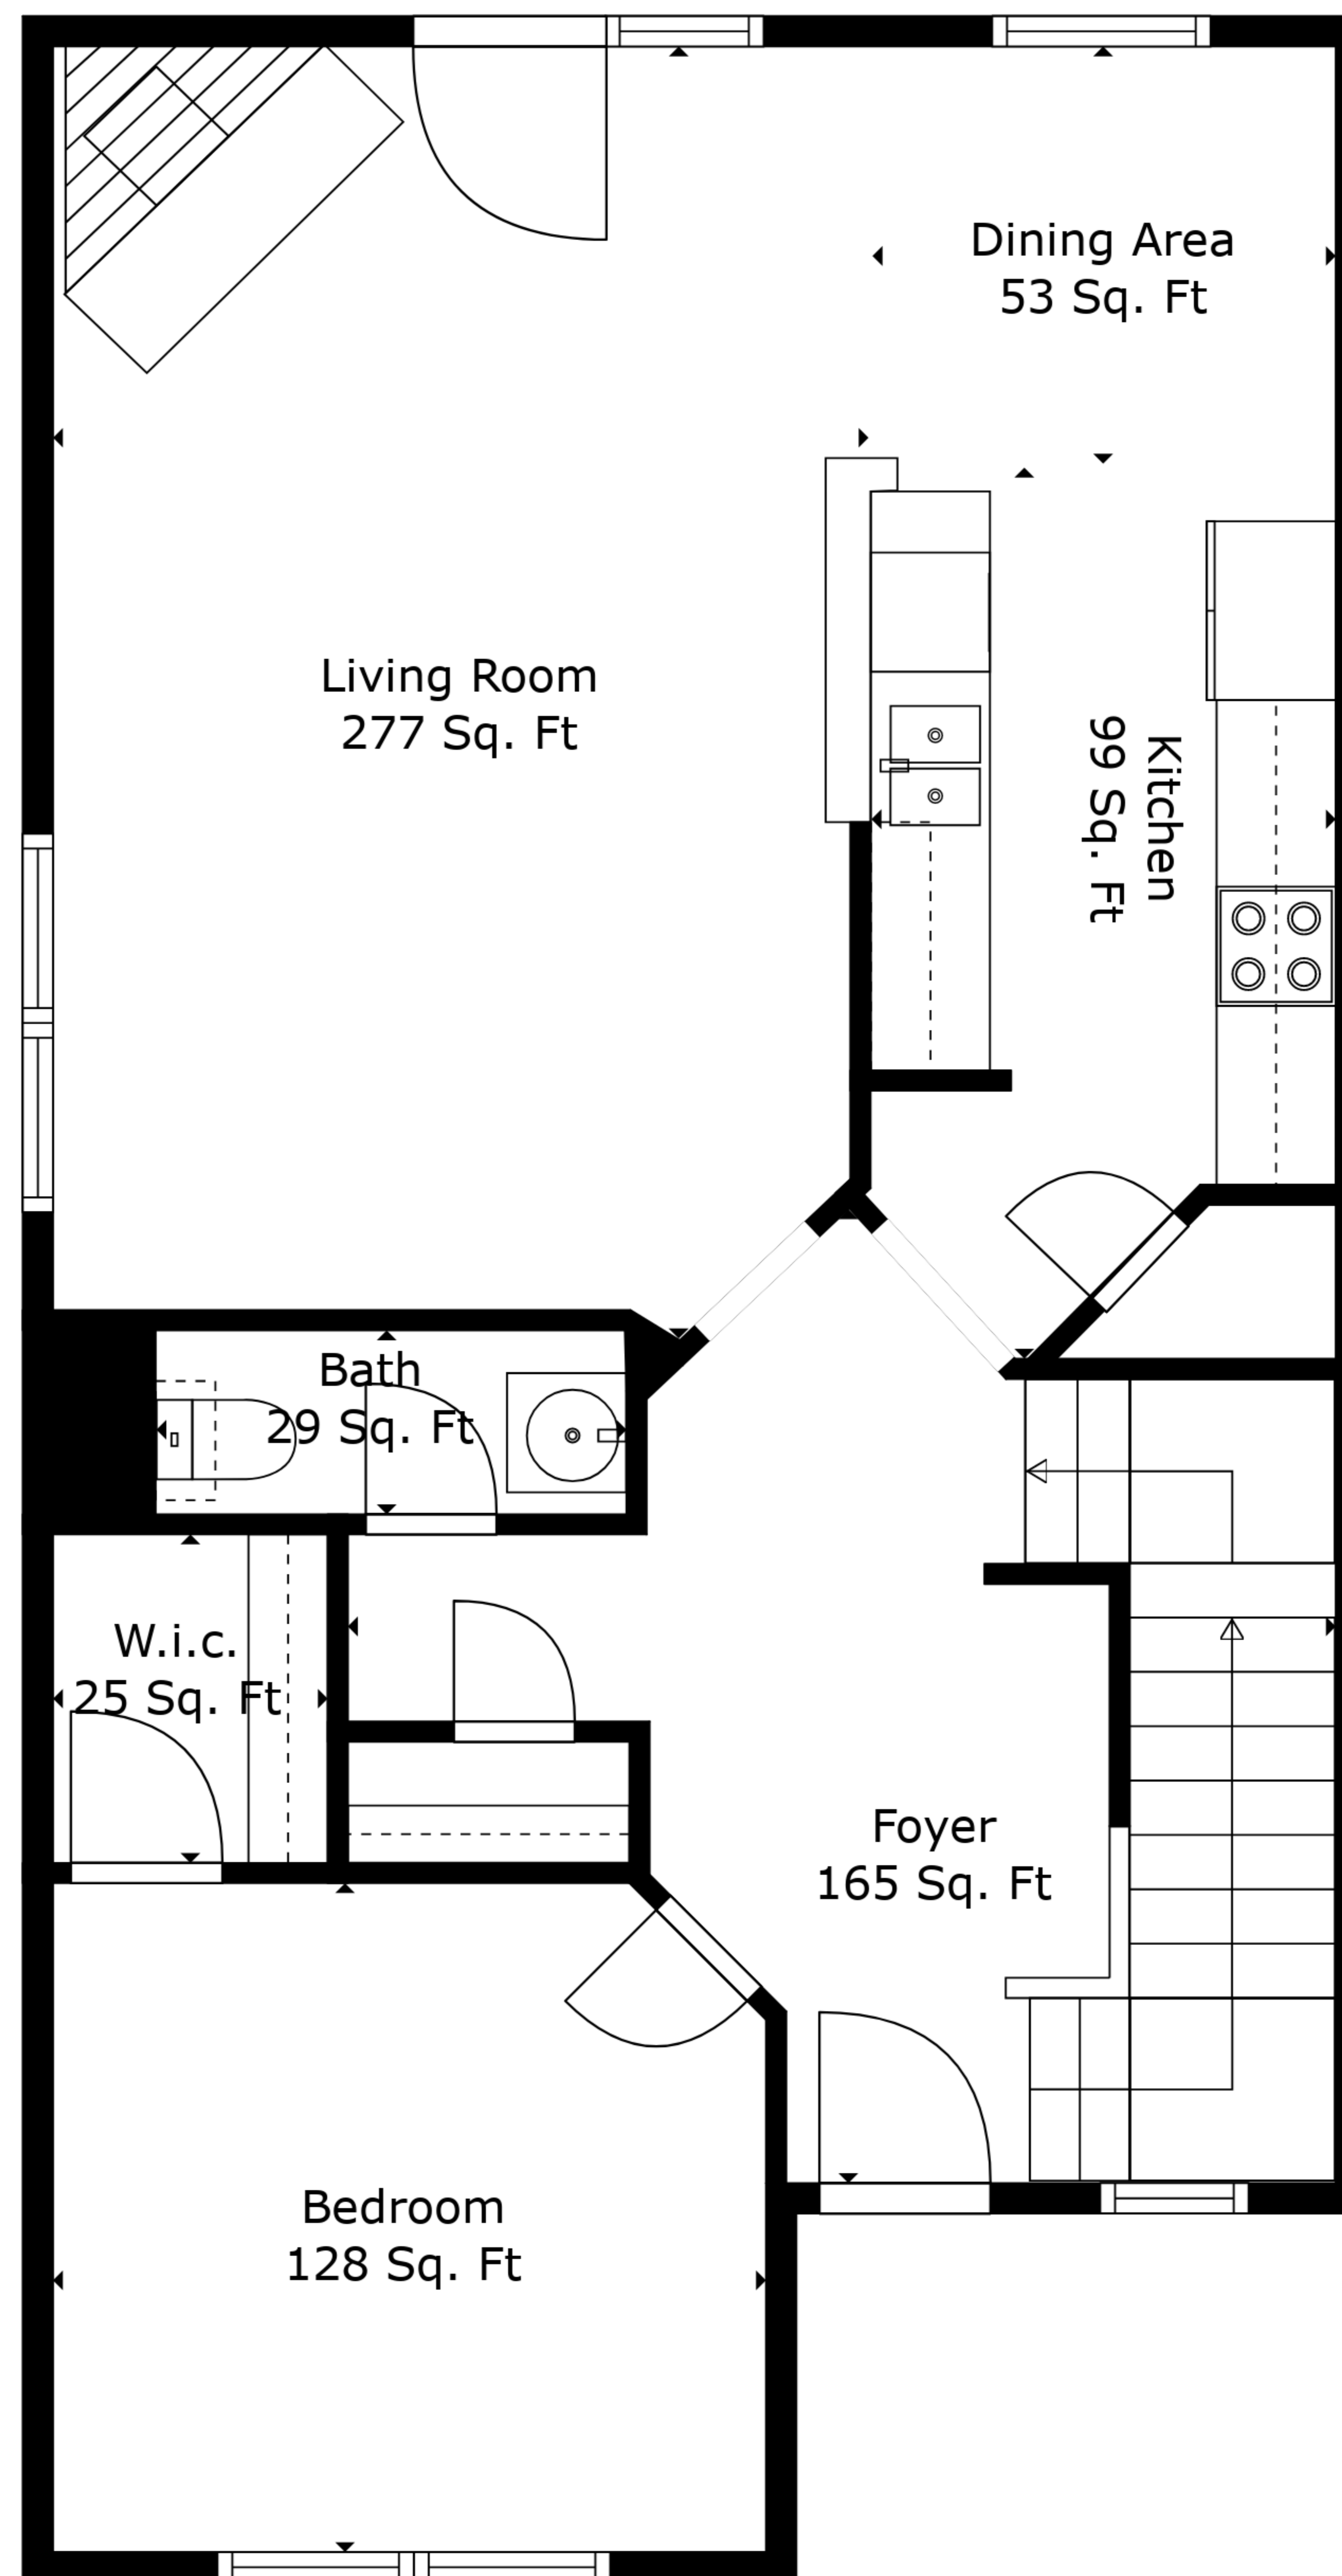 Dining Area
53 Sq. Ft
Living Room
277 Sq. Ft
Kitchen
99 Sq. Ft
Bath
29 Sq. Ft
W.i.c.
25 Sq. Ft
Foyer
165 Sq. Ft
Bedroom
128 Sq. Ft